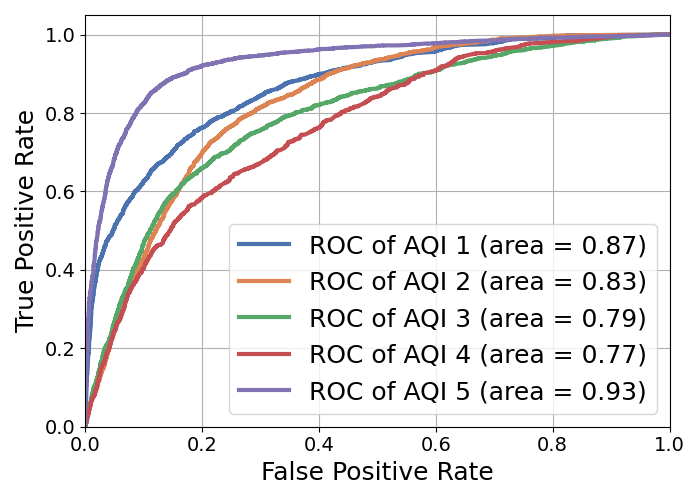 1.0
0.8
0.6
0.4
0.2
0.0
True Positive Rate
ROC of AQI 1 (area = 0.87)
ROC of AQI 2 (area = 0.83)
ROC of AQI 3 (area = 0.79)
ROC of AQI 4 (area = 0.77)
ROC of AQI 5 (area = 0.93)
0.0 0.2 0.4 0.6 0.8 1.0
False Positive Rate